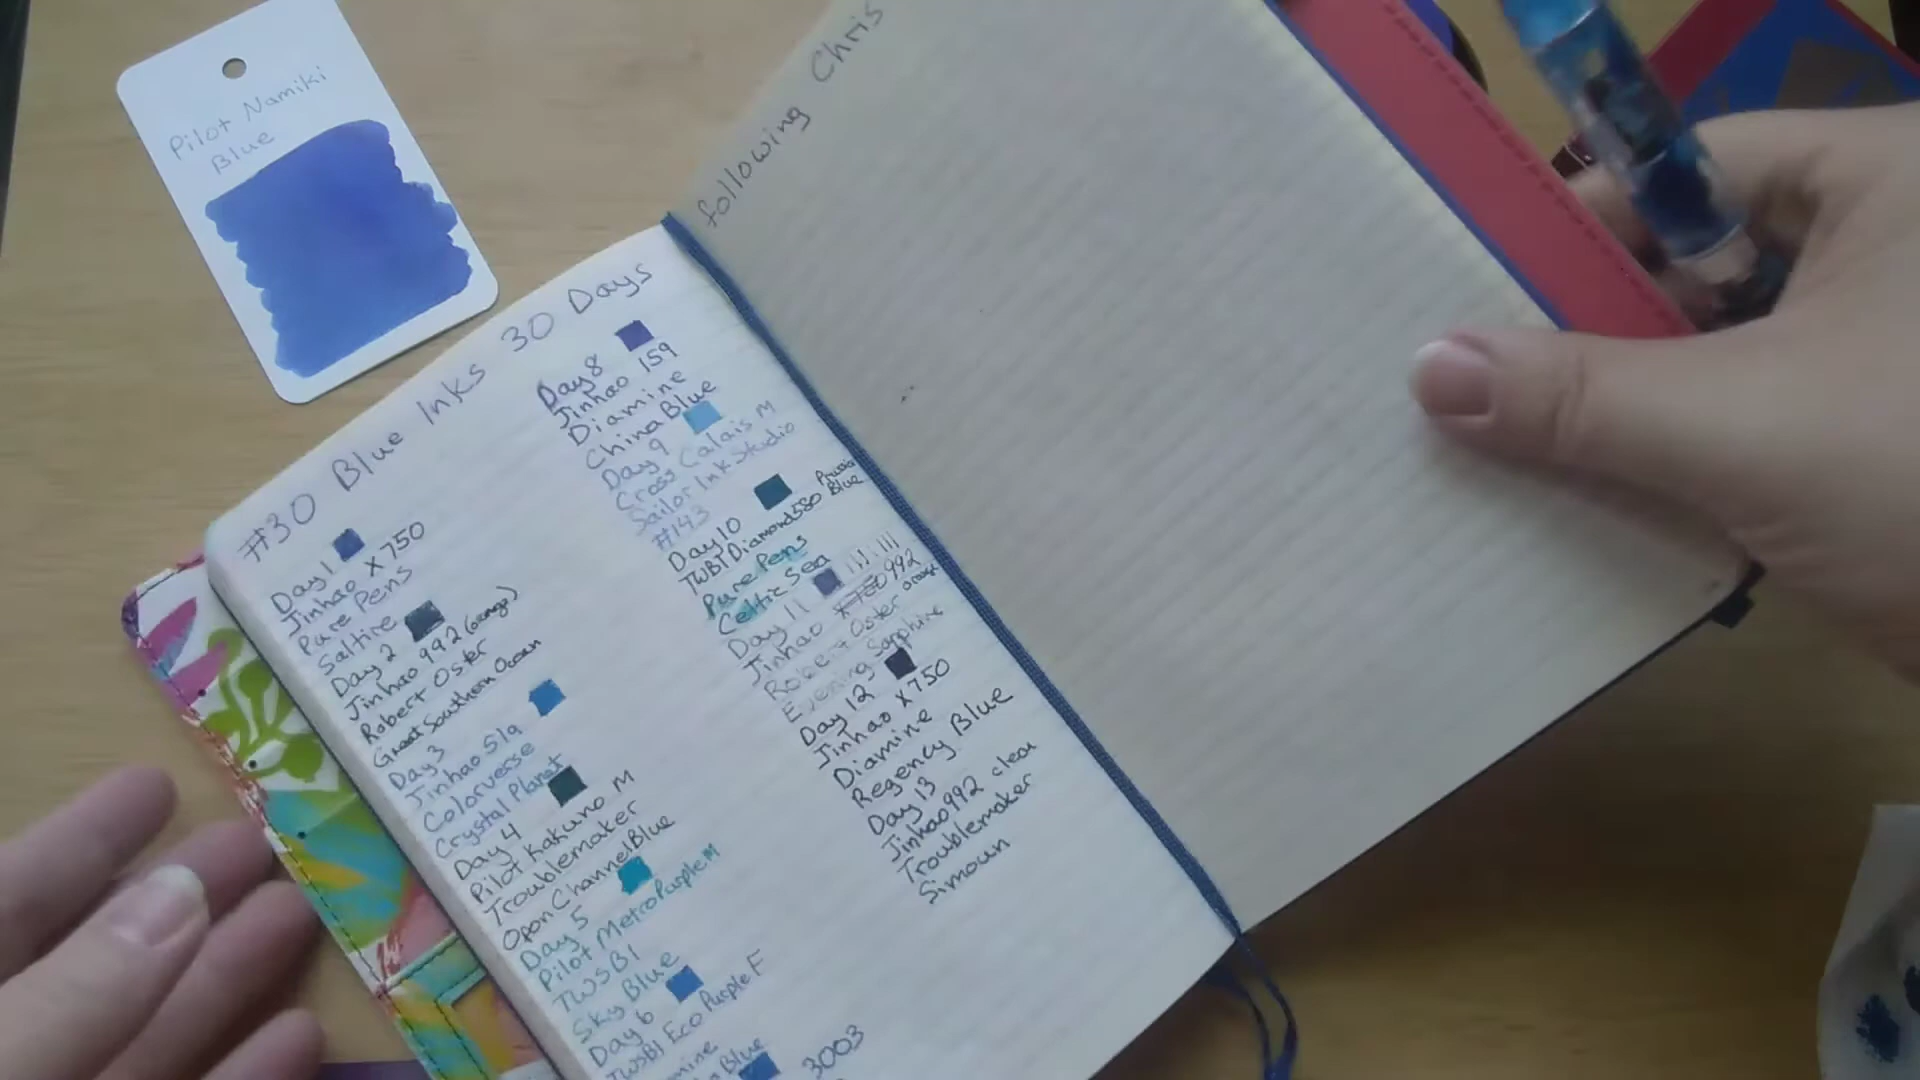 Pilot Namiki
Blue
following Chris
#30 Blue Inks 30 Days
Day 1
Jinhao X750
Pure Pens
Saltire
Day 2
Jinhao 992 (orange)
Robert Oster
Great Southern Ocean
Day 3
Jinhao 51a
Colorverse
Crystal Planet
Day 4
Pilot Kakuno M
Troublemaker
Opon Channel Blue
Day 5
Pilot Metro Purple M
TWSBI
Sky Blue
Day 6
TWSBI Eco Purple F
Blue
3003
Day 8
Jinhao 159
Diamine
China Blue
Day 9
Cross Calais M
Sailor Ink Studio
#143
Day 10
TWBI Diamond 580 Prussia
Blue
Pure Pens
Celtic Sea
Day 11
Jinhao 992
Robert Oster orange
Evening Sapphire
Day 12
Jinhao X750
Diamine
Regency Blue
Day 13
Jinhao 992 clear
Troublemaker
Simoun